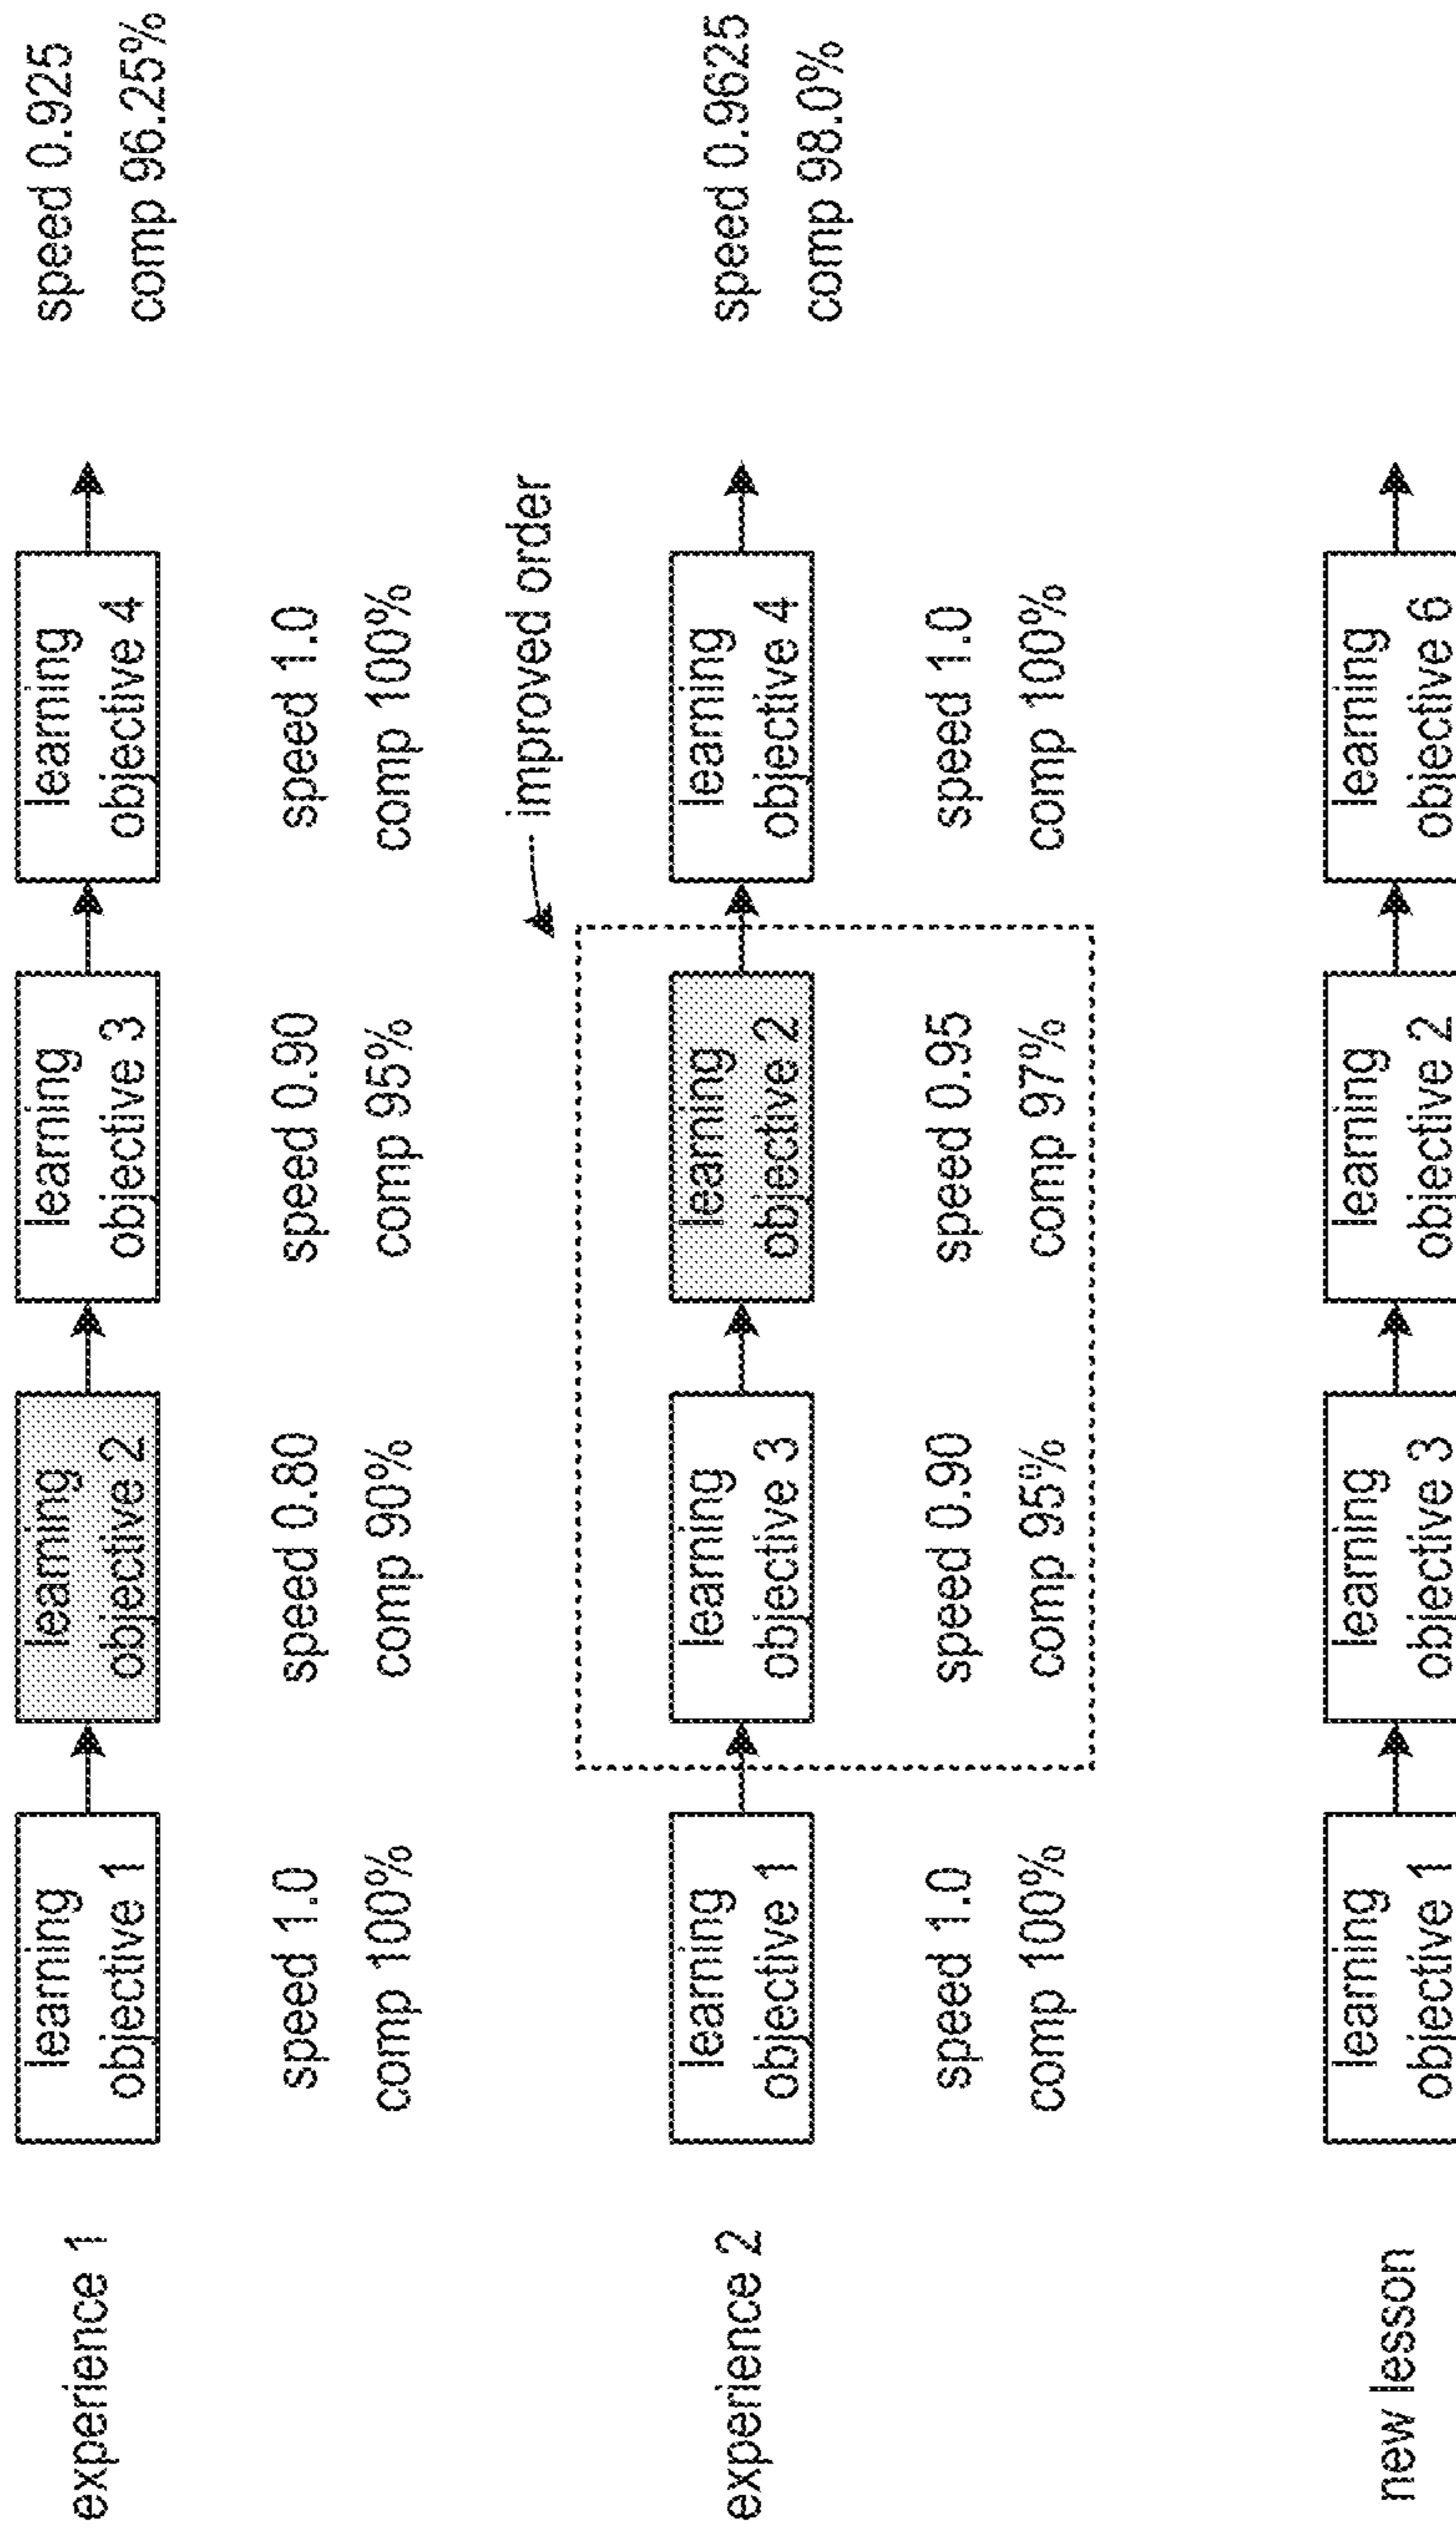 experience 1
learning
objective 1
learning
objective 2
learning
objective 3
learning
objective 4
speed 0.925
comp 96.25%
speed 1.0
comp 100%
speed 0.80
comp 90%
speed 0.90
comp 95%
speed 1.0
comp 100%
improved order
experience 2
learning
objective 1
learning
objective 3
learning
objective 2
learning
objective 4
speed 0.9625
comp 98.0%
speed 1.0
comp 100%
speed 0.90
comp 95%
speed 0.95
comp 97%
speed 1.0
comp 100%
new lesson
learning
objective 1
learning
objective 3
learning
objective 2
learning
objective 6